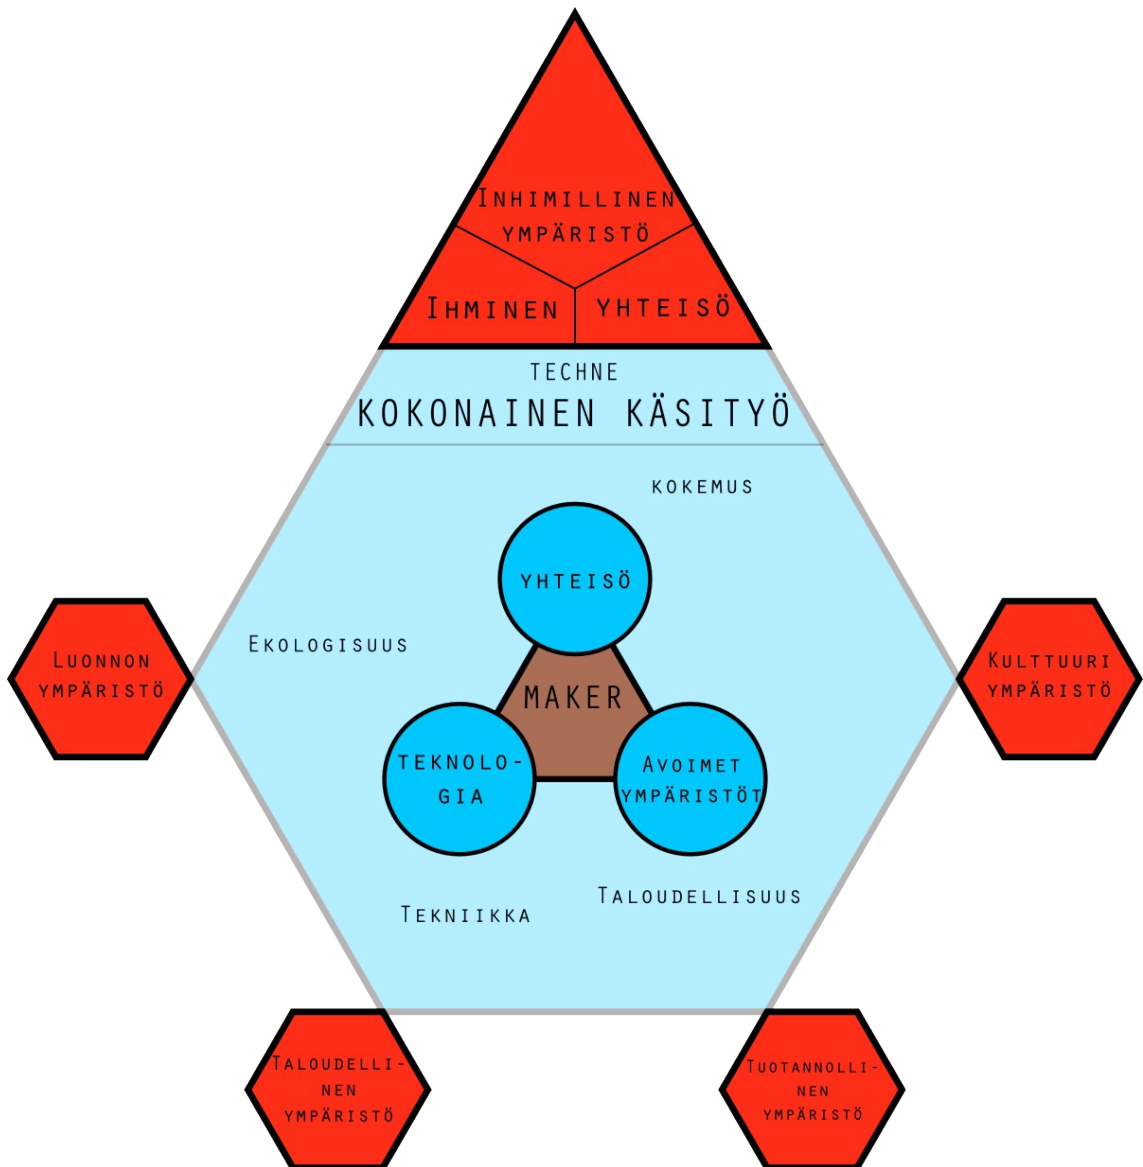 INHIMILLINEN
YMPÄRISTÖ
IHMINEN
YHTEISÖ
TECHNE
KOKONAINEN KÄSITYÖ
KOKEMUS
YHTEISÖ
EKOLOGISUUS
LUONNON
YMPÄRISTÖ
KULTTUURI
YMPÄRISTÖ
MAKER
TEKNOLO-
GIA
AVOIMET
YMPÄRISTÖT
TALOUDELLISUUS
TEKNIIKKA
TALOUDELLI-
NEN
YMPÄRISTÖ
TUOTANNOLLI-
NEN
YMPÄRISTÖ